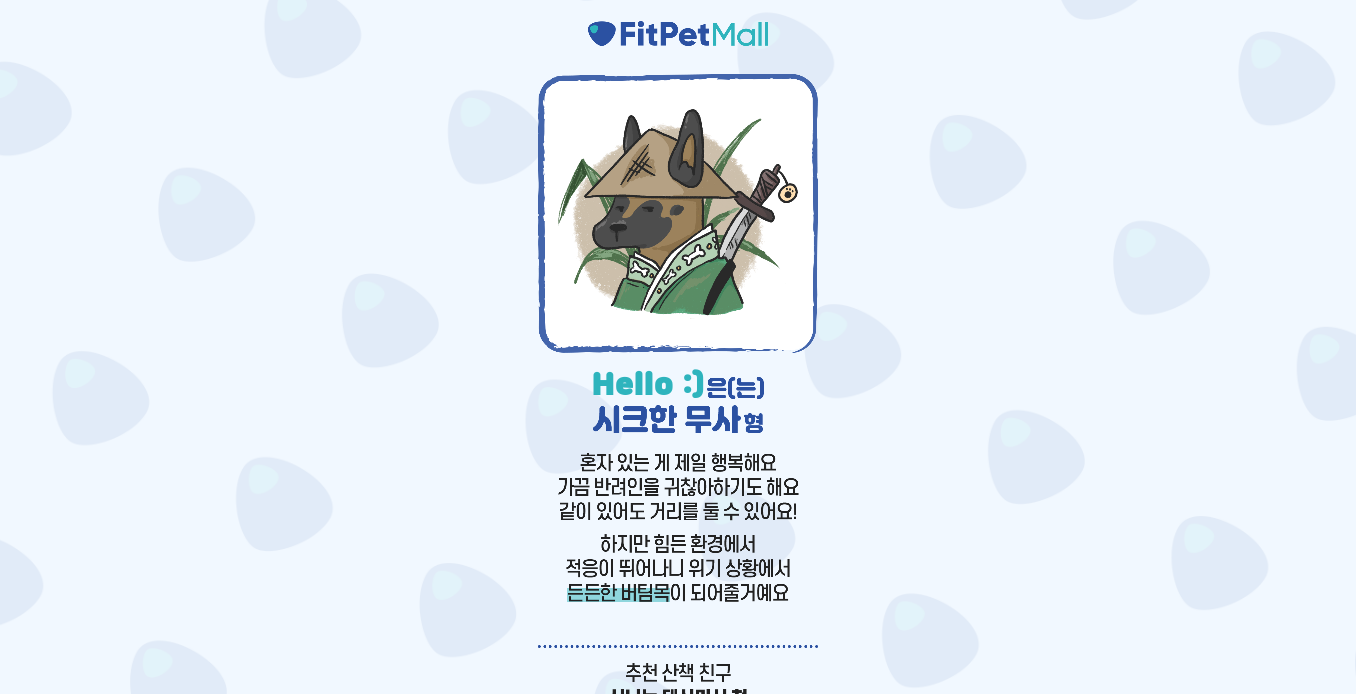 FitPetMall
Hello :)은(는)
시크한 무사 형
혼자 있는 게 제일 행복해요
가끔 반려인을 귀찮아하기도 해요
같이 있어도 거리를 둘 수 있어요!
하지만 힘든 환경에서
적응이 뛰어나니 위기 상황에서
든든한 버팀목이 되어줄거예요
추천 산책 친구